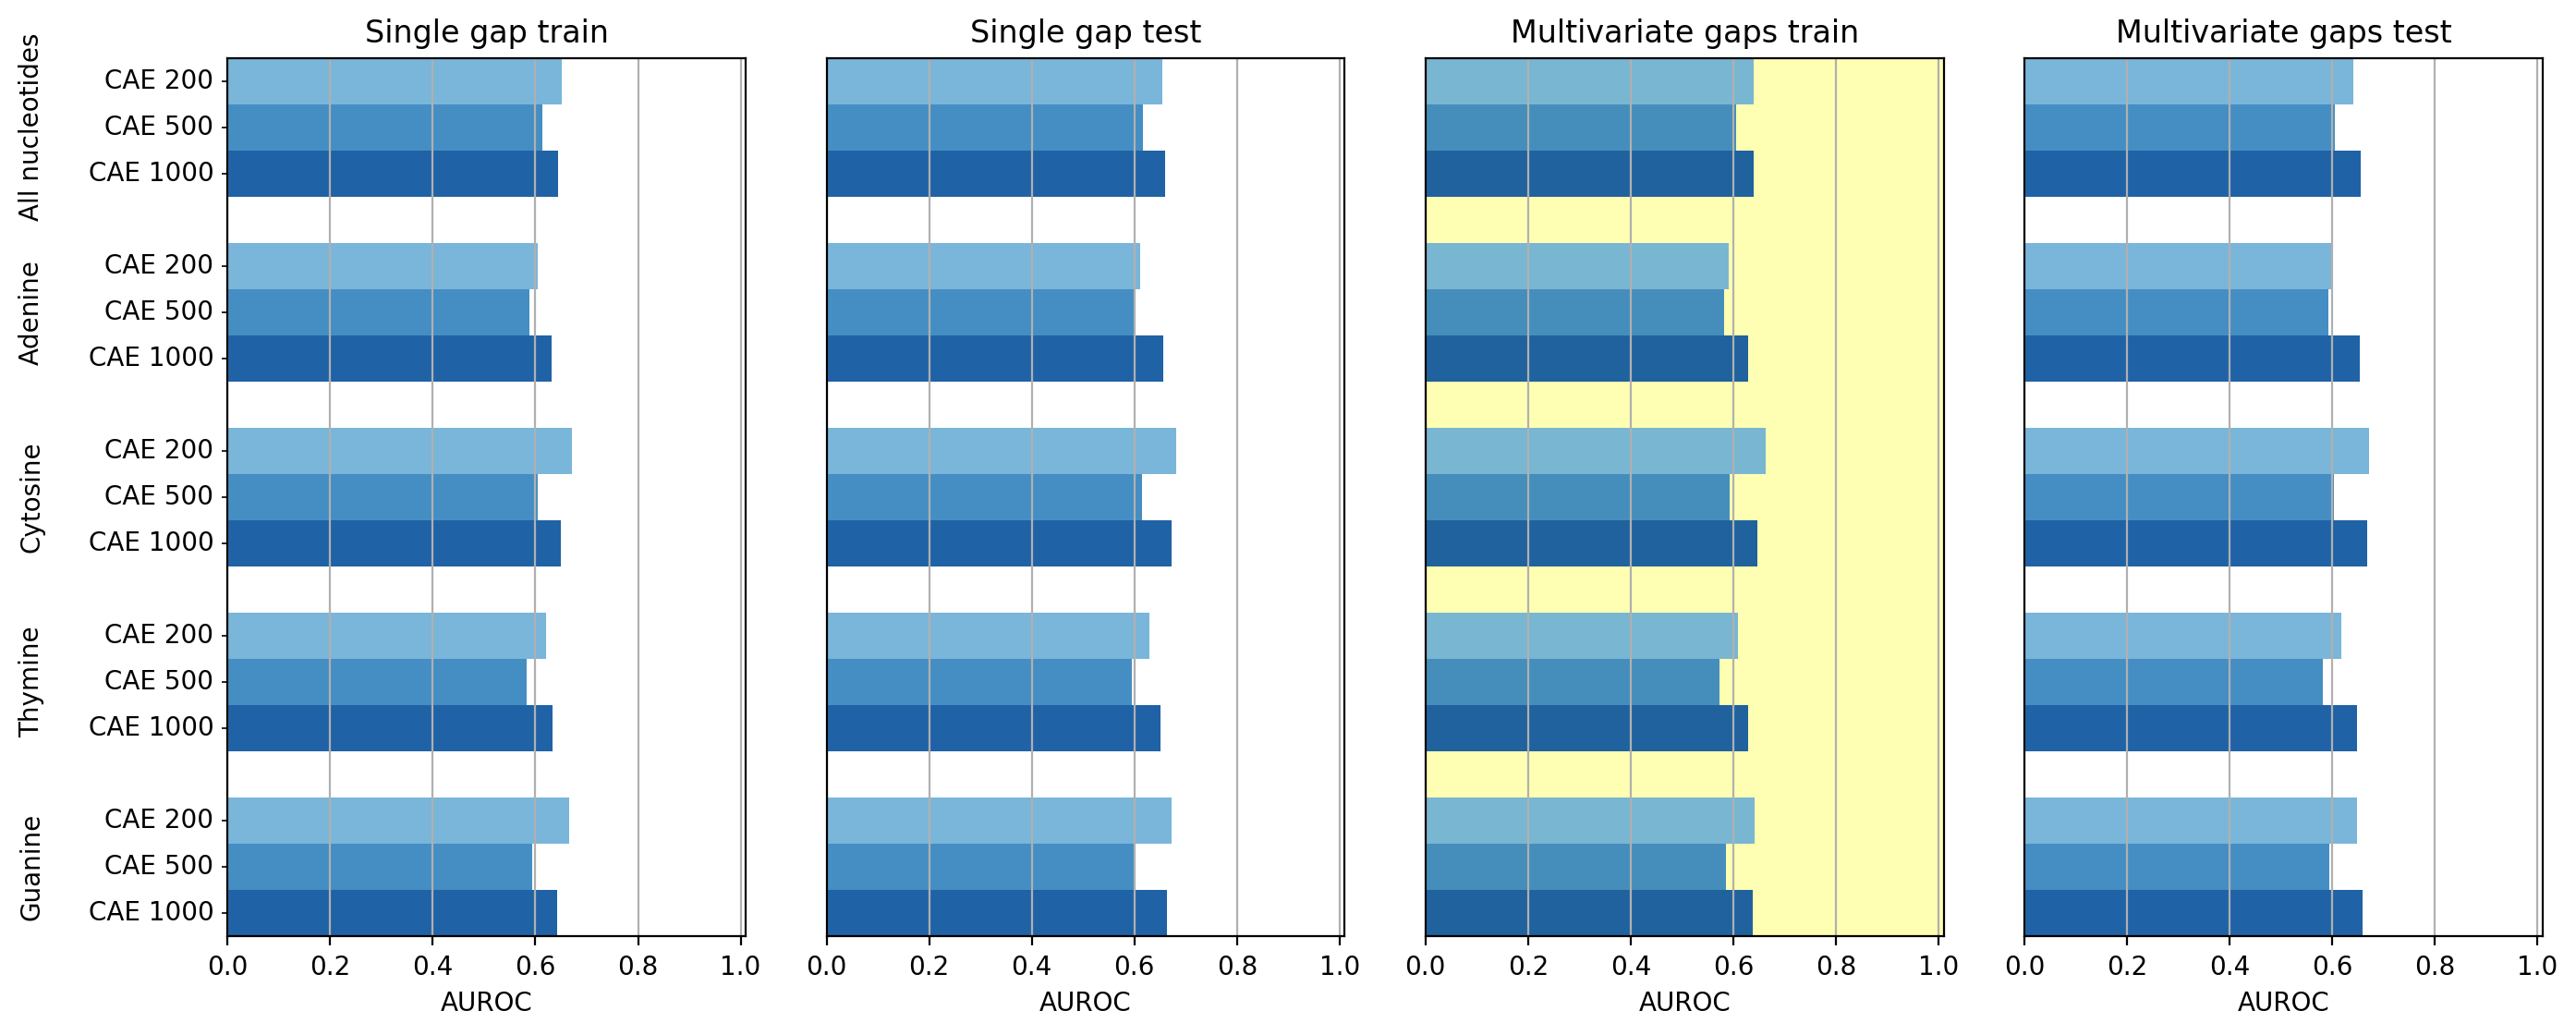 Single gap train
Single gap test
Multivariate gaps train
Multivariate gaps test
All nucleotides
CAE 200
CAE 500
CAE 1000
Adenine
CAE 200
CAE 500
CAE 1000
Cytosine
CAE 200
CAE 500
CAE 1000
Thymine
CAE 200
CAE 500
CAE 1000
Guanine
CAE 200
CAE 500
CAE 1000
0.0 0.2 0.4 0.6 0.8 1.0
AUROC
0.0 0.2 0.4 0.6 0.8 1.0
AUROC
0.0 0.2 0.4 0.6 0.8 1.0
AUROC
0.0 0.2 0.4 0.6 0.8 1.0
AUROC